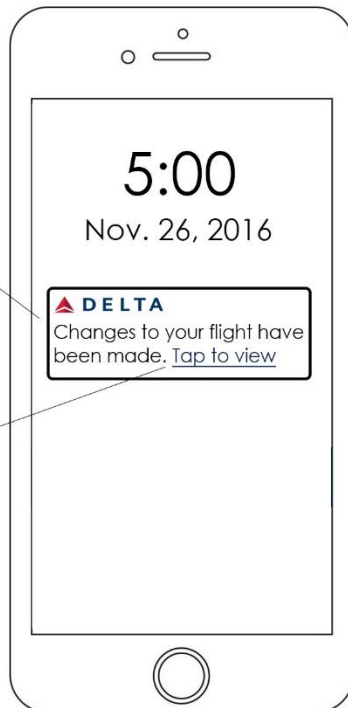 5:00
Nov. 26, 2016
DELTA
Changes to your flight have
been made. Tap to view